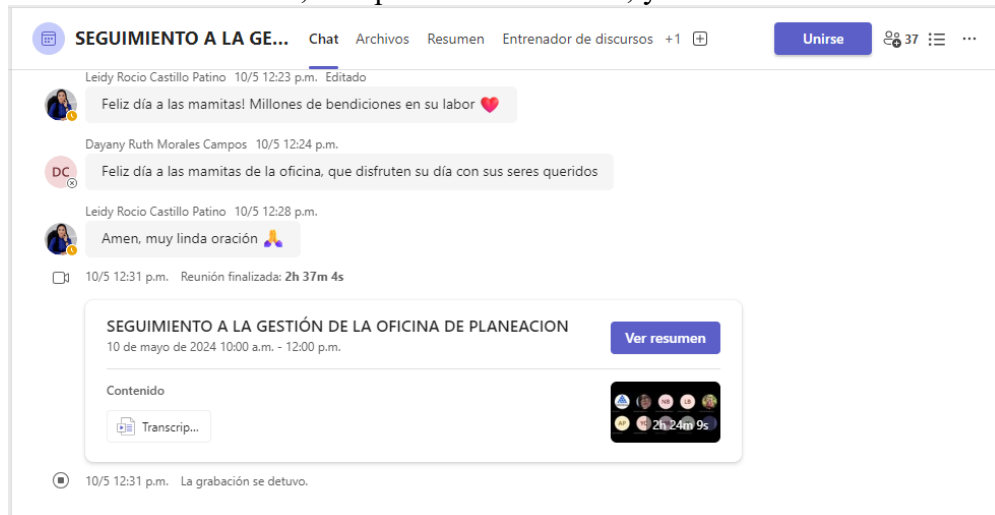 SEGUIMIENTO A LA GE... Chat Archivos Resumen Entrenador de discursos +1 Unirse 37 ...
Leidy Rocio Castillo Patino 10/5 12:23 p.m. Editado
Feliz día a las mamitas! Millones de bendiciones en su labor ❤️
Dayany Ruth Morales Campos 10/5 12:24 p.m.
DC Feliz día a las mamitas de la oficina, que disfruten su día con sus seres queridos
Leidy Rocio Castillo Patino 10/5 12:28 p.m.
Amen, muy linda oración 🙏
10/5 12:31 p.m. Reunión finalizada: 2h 37m 4s
SEGUIMIENTO A LA GESTIÓN DE LA OFICINA DE PLANEACION
10 de mayo de 2024 10:00 a.m. - 12:00 p.m.
Ver resumen
Contenido
Transcrip...
NB LB
AP 2h 24m 9s
10/5 12:31 p.m. La grabación se detuvo.